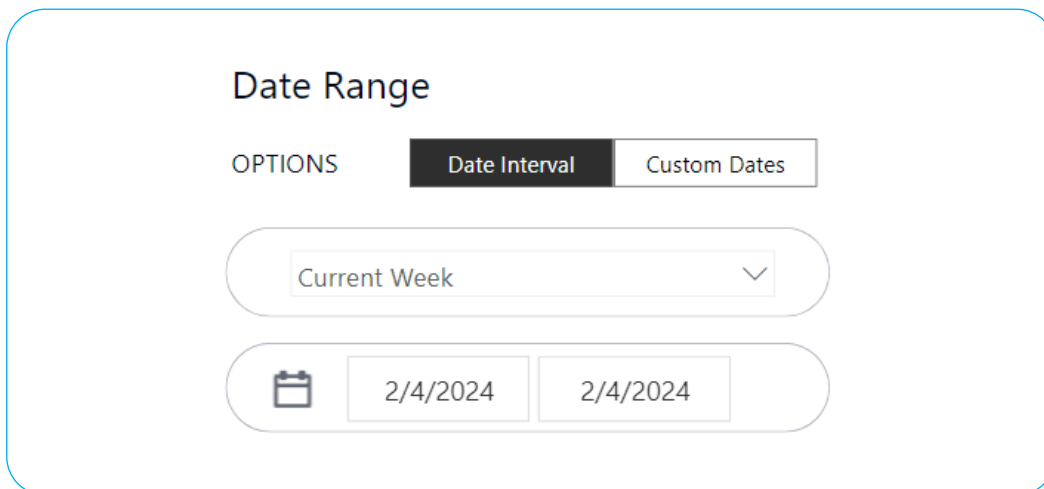 Date Range
OPTIONS Date Interval Custom Dates
Current Week
2/4/2024 2/4/2024